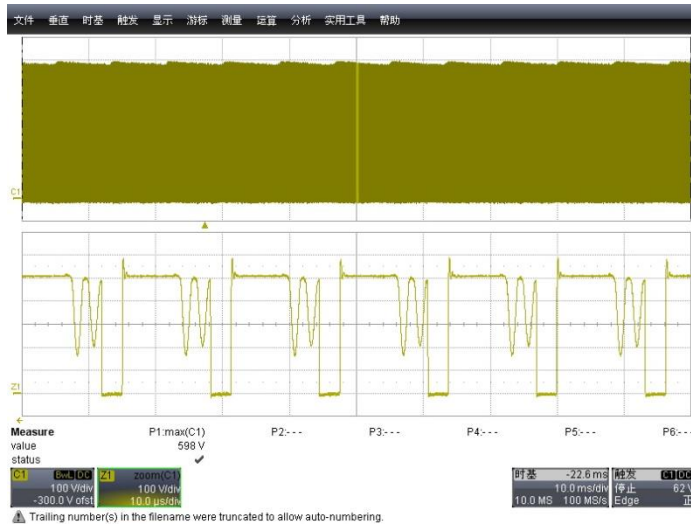 文件 垂直 时基 触发 显示 游标 测量 运算 分析 实用工具 帮助
C1
Z1
Measure P1:max(C1) P2:- - - P3:- - - P4:- - - P5:- - - P6:- -
value 598 V
status
C1 BwL DC Z1 zoom(C1) 时基 -22.6 ms 触发 C1 DC
100 V/div 100 V/div 10.0 ms/div 停止 62 V
-300.0 V ofst 10.0 µs/div 10.0 MS 100 MS/s Edge 正
Trailing number(s) in the filename were truncated to allow auto-numbering.